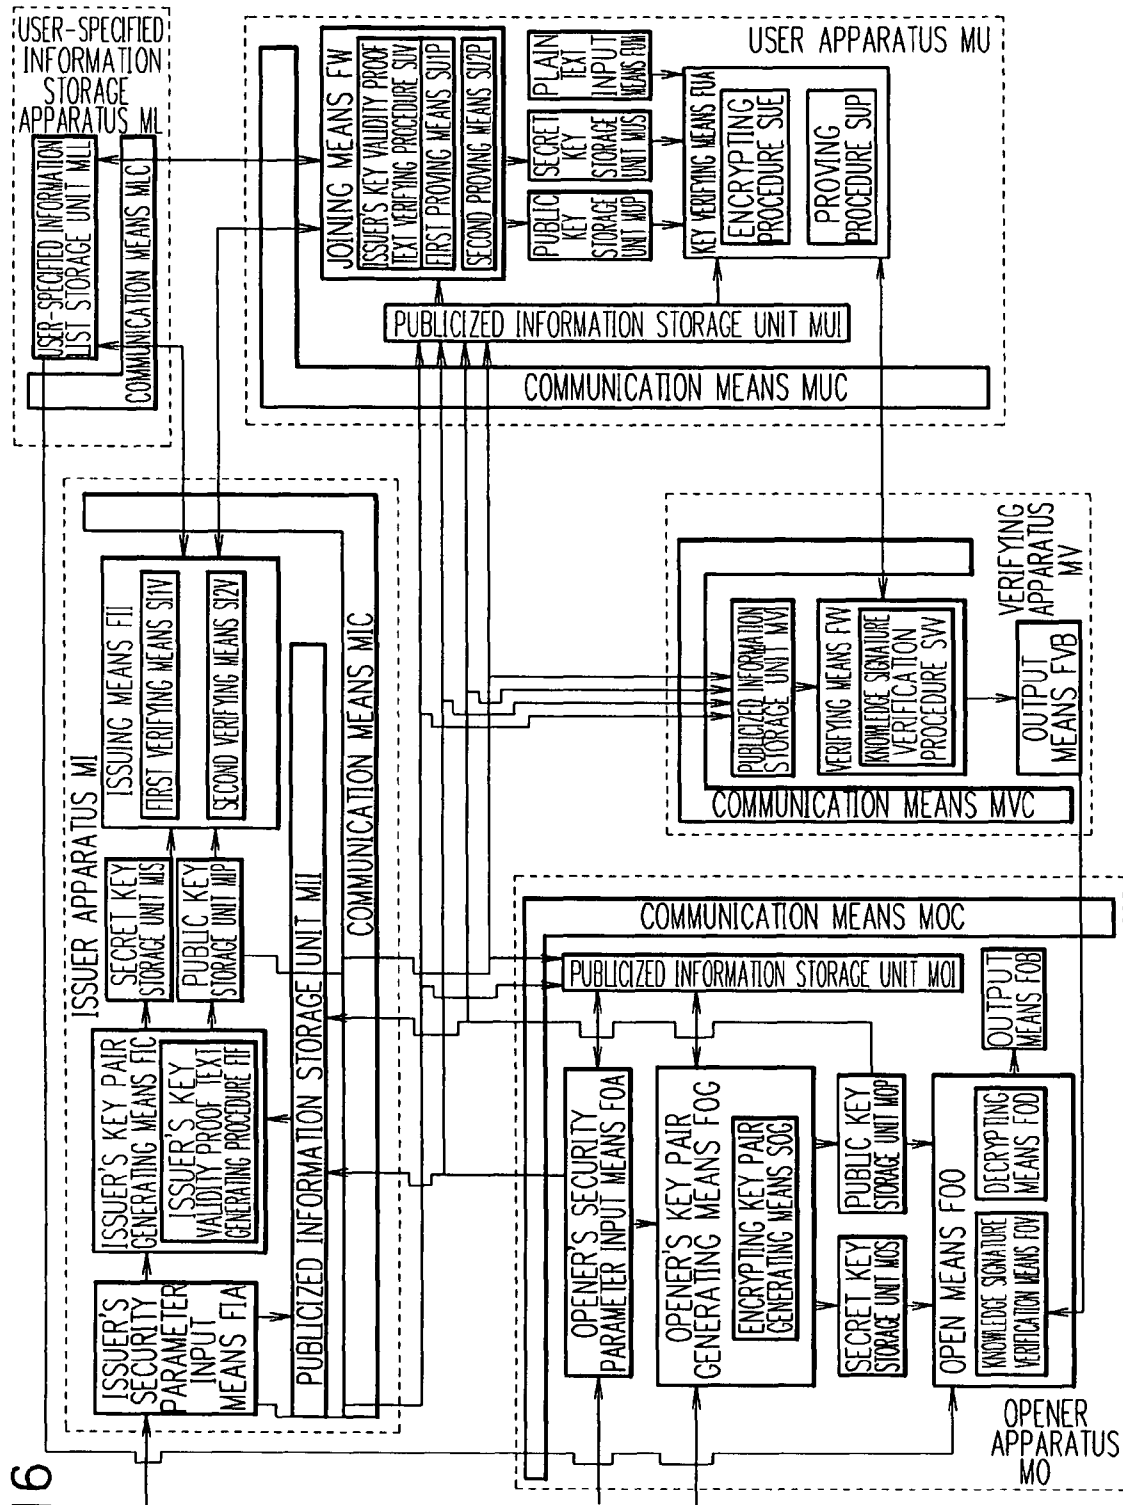 6
ISSUER APPARATUS MI
ISSUER'S
SECURITY
PARAMETER
INPUT
MEANS FIA
ISSUER'S KEY PAIR
GENERATING MEANS FIC
ISSUER'S KEY
VALIDITY PROOF TEXT
GENERATING PROCEDURE FIF
SECRET KEY
STORAGE UNIT MIS
PUBLIC KEY
STORAGE UNIT MIP
ISSUING MEANS FII
FIRST VERIFYING MEANS SI1V
SECOND VERIFYING MEANS SI2V
PUBLICIZED INFORMATION STORAGE UNIT MII
COMMUNICATION MEANS MIC
USER-SPECIFIED
INFORMATION
STORAGE
APPARATUS ML
USER-SPECIFIED INFORMATION
LIST STORAGE UNIT MLL
COMMUNICATION MEANS MLC
USER APPARATUS MU
JOINING MEANS FW
ISSUER'S KEY VALIDITY PROOF
TEXT VERIFYING PROCEDURE SUV
FIRST PROVING MEANS SU1P
SECOND PROVING MEANS SU2P
PLAIN
TEXT
INPUT
MEANS FUM
SECRET
KEY
STORAGE
UNIT MUS
PUBLIC
KEY
STORAGE
UNIT MUP
KEY VERIFYING MEANS FUA
ENCRYPTING
PROCEDURE SUE
PROVING
PROCEDURE SUP
PUBLICIZED INFORMATION STORAGE UNIT MUI
COMMUNICATION MEANS MUC
OPENER'S SECURITY
PARAMETER INPUT MEANS FOA
OPENER'S KEY PAIR
GENERATING MEANS FOG
ENCRYPTING KEY PAIR
GENERATING MEANS SOG
SECRET KEY
STORAGE UNIT MOS
PUBLIC KEY
STORAGE UNIT MOP
OPEN MEANS FOO
KNOWLEDGE SIGNATURE
VERIFICATION MEANS FOV
DECRYPTING
MEANS FOD
OUTPUT
MEANS FOB
PUBLICIZED INFORMATION STORAGE UNIT MOI
COMMUNICATION MEANS MOC
OPENER
APPARATUS
MO
PUBLICIZED INFORMATION
STORAGE UNIT MVI
VERIFYING MEANS FVV
KNOWLEDGE SIGNATURE
VERIFICATION
PROCEDURE SVV
OUTPUT
MEANS FVB
COMMUNICATION MEANS MVC
VERIFYING
APPARATUS
MV